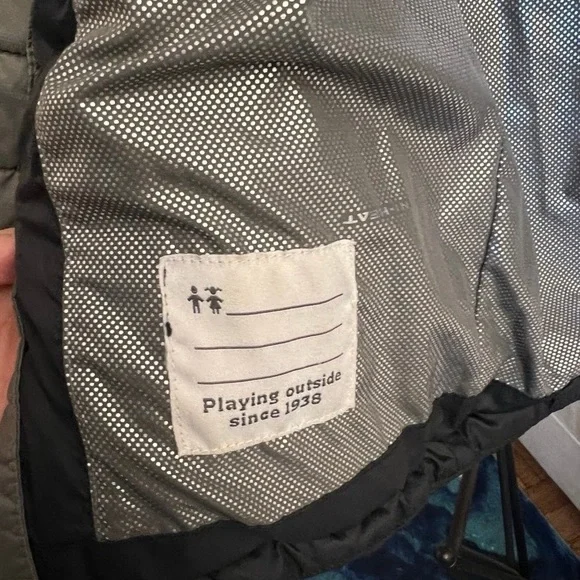 Playing outside
since 1938